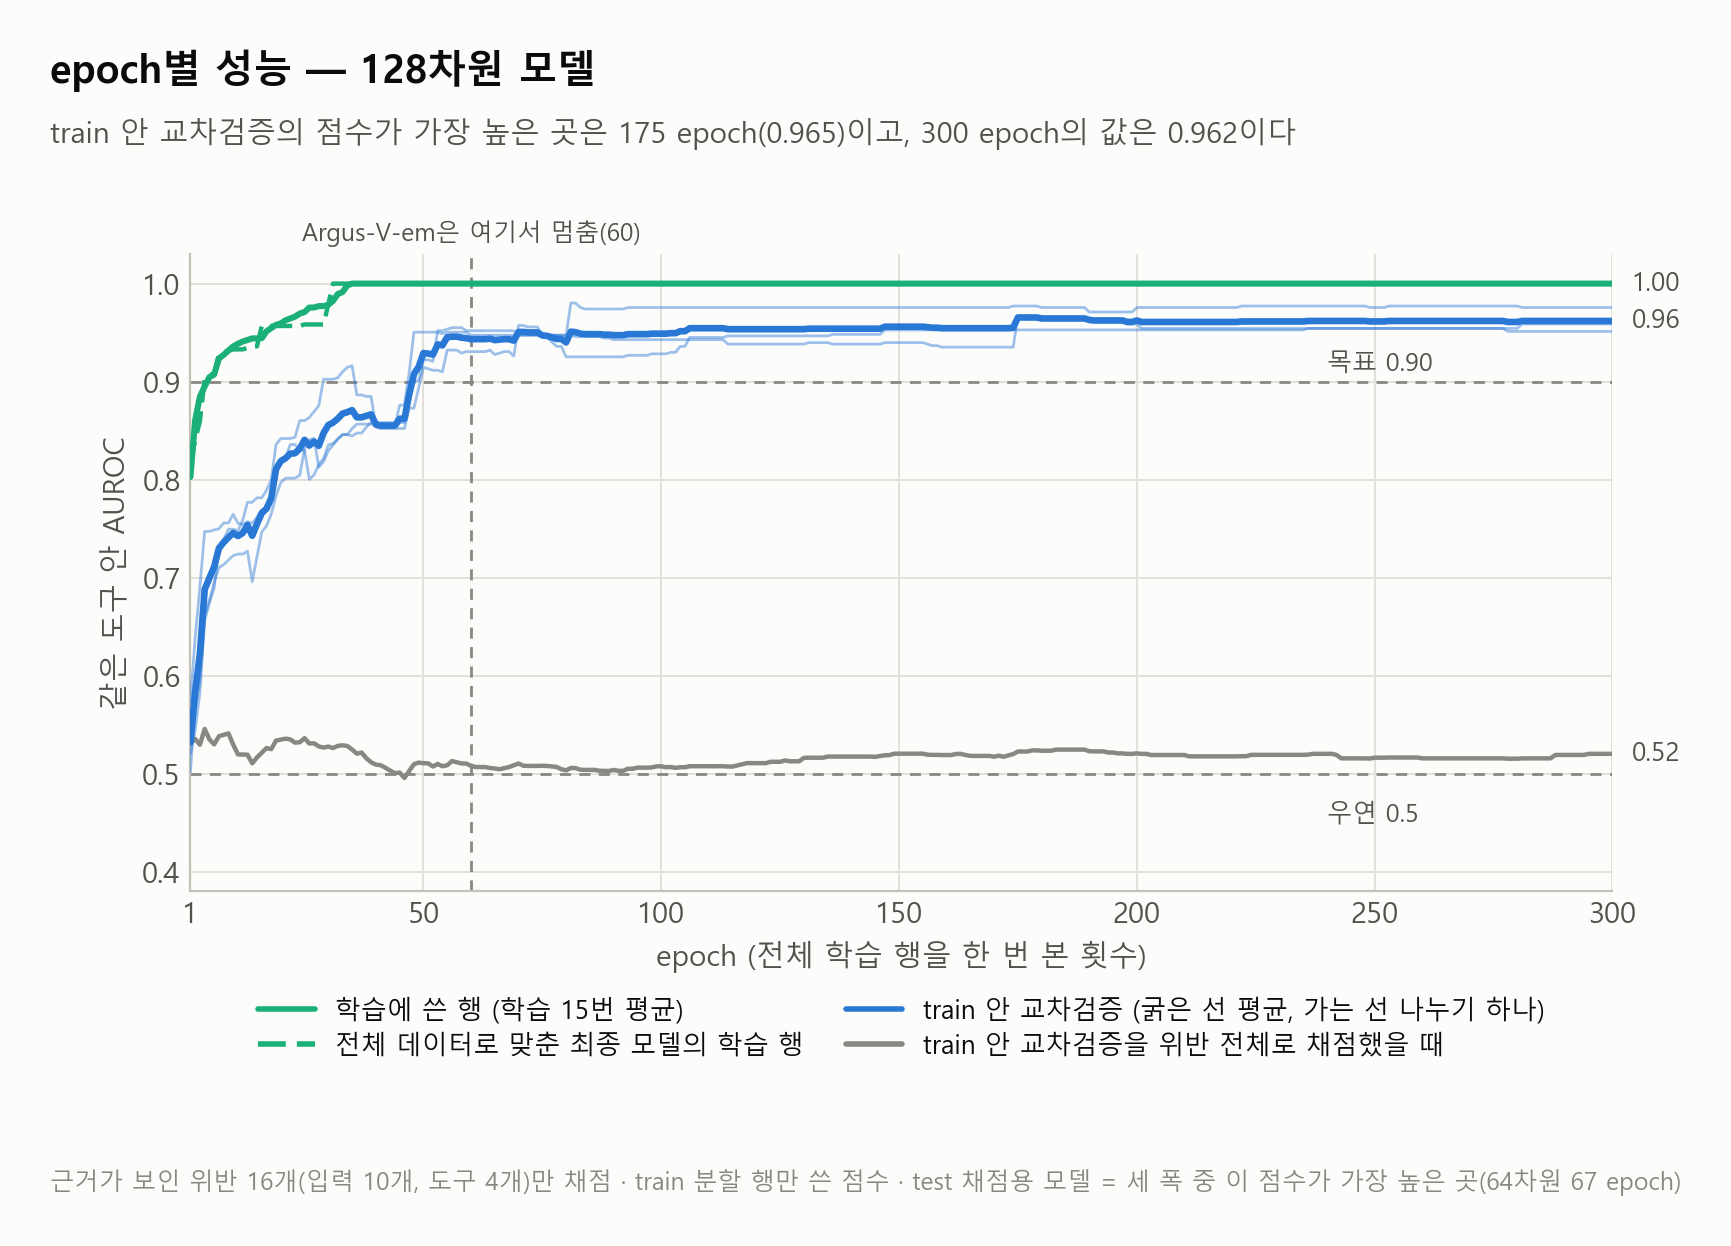 epoch별 성능 — 128차원 모델
train 안 교차검증의 점수가 가장 높은 곳은 175 epoch(0.965)이고, 300 epoch의 값은 0.962이다
Argus-V-em은 여기서 멈춤(60)
1.0
0.9
0.8
0.7
0.6
0.5
0.4
같은 도구 안 AUROC
1.00
0.96
목표 0.90
0.52
우연 0.5
1
50
100
150
200
250
300
epoch (전체 학습 행을 한 번 본 횟수)
학습에 쓴 행 (학습 15번 평균)
전체 데이터로 맞춘 최종 모델의 학습 행
train 안 교차검증 (굵은 선 평균, 가는 선 나누기 하나)
train 안 교차검증을 위반 전체로 채점했을 때
근거가 보인 위반 16개(입력 10개, 도구 4개)만 채점 · train 분할 행만 쓴 점수 · test 채점용 모델 = 세 폭 중 이 점수가 가장 높은 곳(64차원 67 epoch)